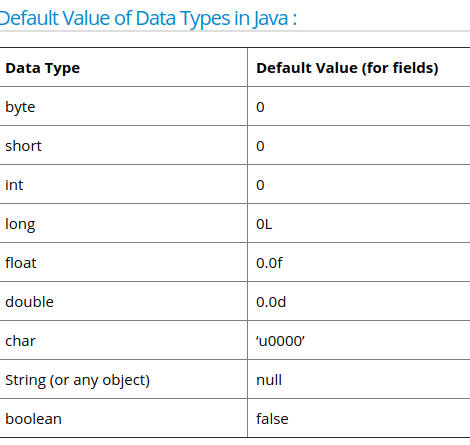 Default Value of Data Types in Java :
Data Type Default Value (for fields)
byte 0
short 0
int 0
long 0L
float 0.0f
double 0.0d
char ‘u0000’
String (or any object) null
boolean false